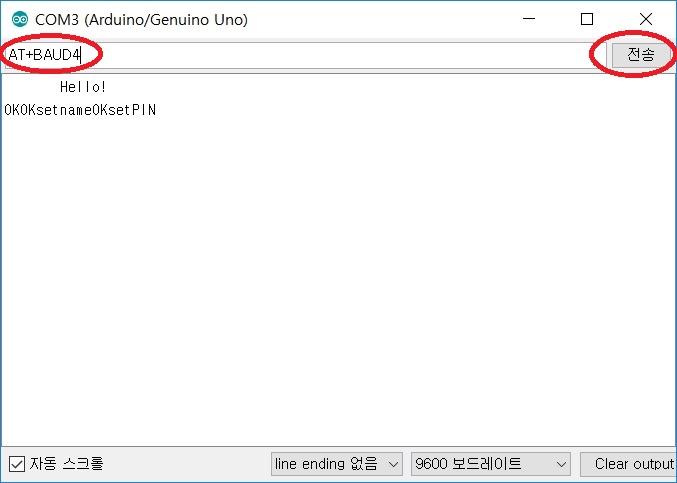 COM3 (Arduino/Genuino Uno)
AT+BAUD4
전송
Hello!
OKOKsetnameOKsetPIN
자동 스크롤
line ending 없음
9600 보드레이트
Clear output